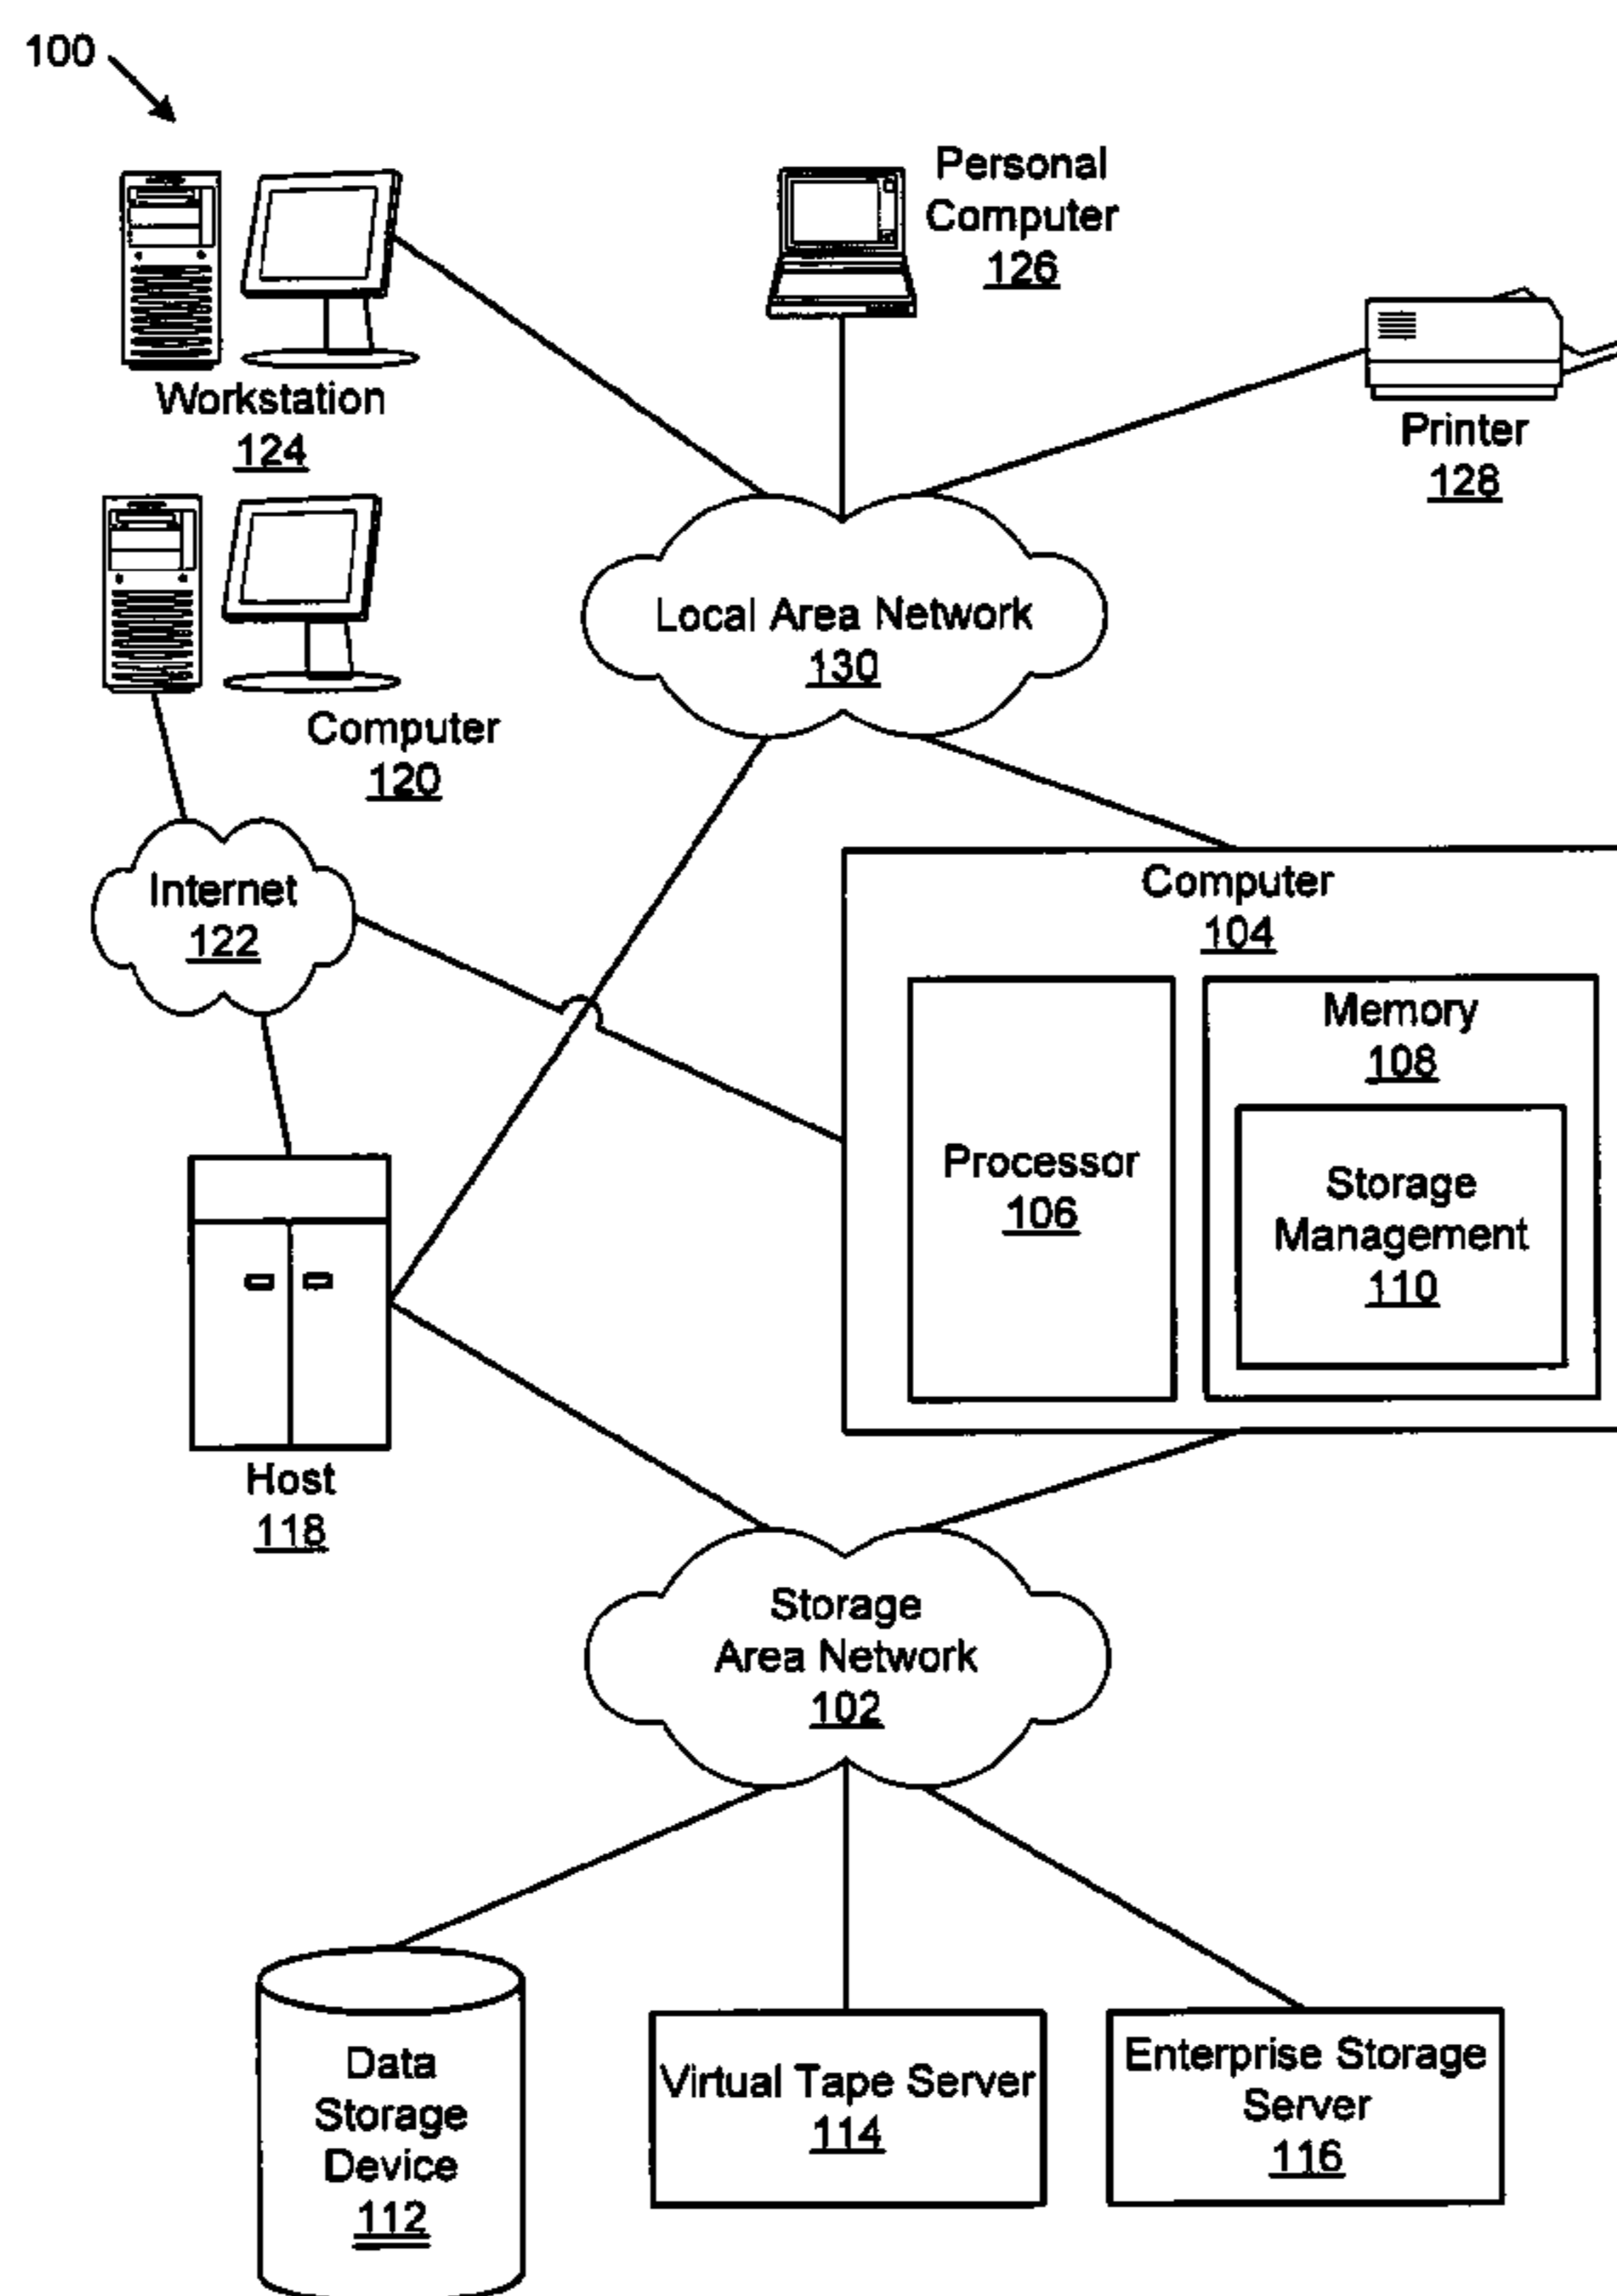 100
Personal
Computer
126
Workstation
124
Printer
128
Local Area Network
130
Computer
120
Internet
122
Computer
104
Processor
106
Memory
108
Storage
Management
110
Host
118
Storage
Area Network
102
Data
Storage
Device
112
Virtual Tape Server
114
Enterprise Storage
Server
116